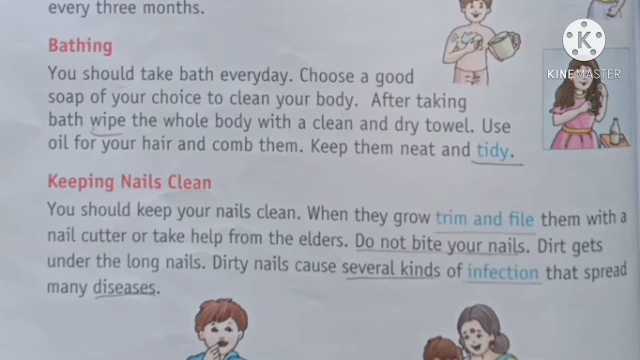 every three months.
Bathing
You should take bath everyday. Choose a good
soap of your choice to clean your body. After taking
bath wipe the whole body with a clean and dry towel. Use
oil for your hair and comb them. Keep them neat and tidy.
Keeping Nails Clean
You should keep your nails clean. When they grow trim and file them with a
nail cutter or take help from the elders. Do not bite your nails. Dirt gets
under the long nails. Dirty nails cause several kinds of infection that spread
many diseases.
K
KINEMASTER